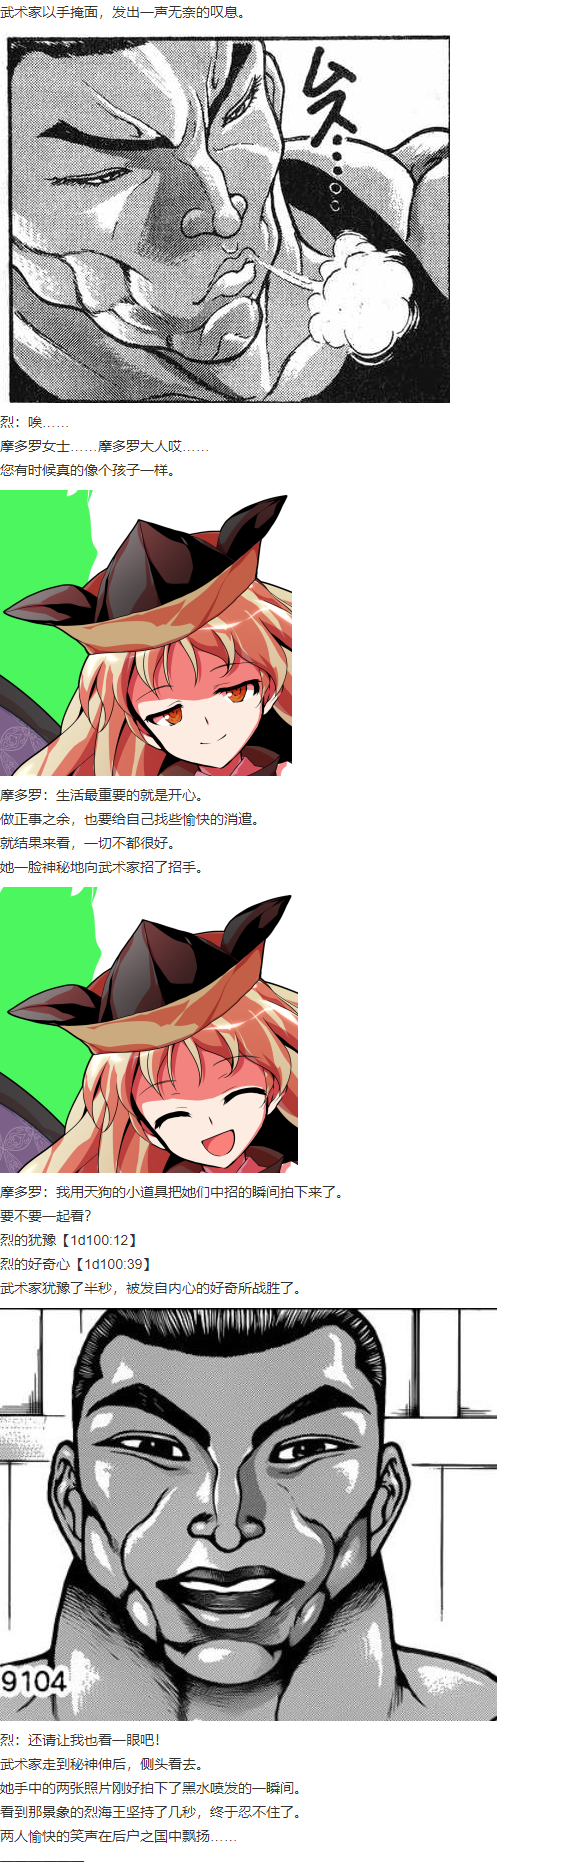 武术家以手掩面，发出一声无奈的叹息。
ムス……。。
烈：唉……
摩多罗女士……摩多罗大人哎……
您有时候真的像个孩子一样。
摩多罗：生活最重要的就是开心。
做正事之余，也要给自己找些愉快的消遣。
就结果来看，一切不都很好。
她一脸神秘地向武术家招了招手。
摩多罗：我用天狗的小道具把她们中招的瞬间拍下来了。
要不要一起看？
烈的犹豫【1d100:12】
烈的好奇心【1d100:39】
武术家犹豫了半秒，被发自内心的好奇所战胜了。
9104
烈：还请让我也看一眼吧！
武术家走到秘神伸后，侧头看去。
她手中的两张照片刚好拍下了黑水喷发的一瞬间。
看到那景象的烈海王坚持了几秒，终于忍不住了。
两人愉快的笑声在后户之国中飘扬……